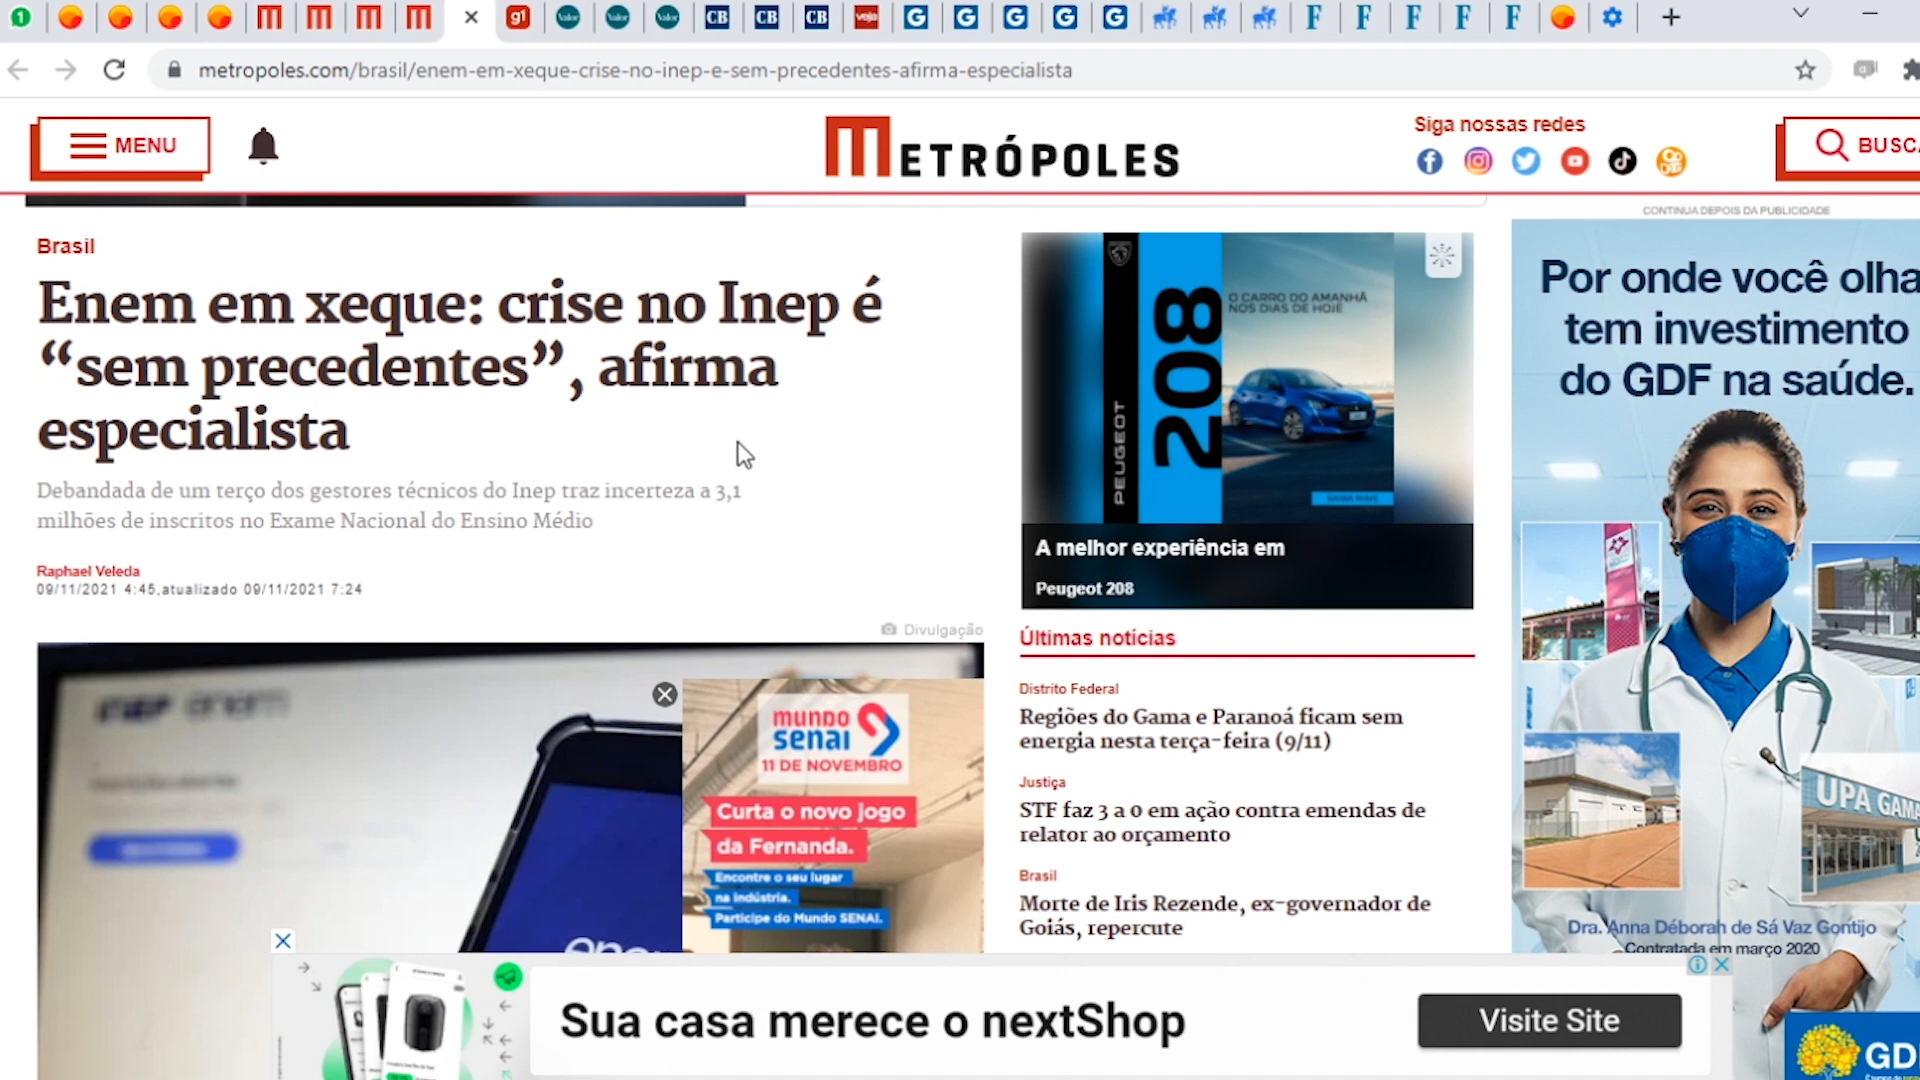 metropoles.com/brasil/enem-em-xeque-crise-no-inep-e-sem-precedentes-afirma-especialista
MENU
METRÓPOLES
Siga nossas redes
CONTINUA DEPOIS DA PUBLICIDADE
Brasil
Enem em xeque: crise no Inep é
“sem precedentes”, afirma
especialista
Debandada de um terço dos gestores técnicos do Inep traz incerteza a 3,1
milhões de inscritos no Exame Nacional do Ensino Médio
Raphael Veleda
09/11/2021 4:45,atualizado 09/11/2021 7:24
Divulgação
inep enem
mundo
senai
11 DE NOVEMBRO
Curta o novo jogo
da Fernanda.
Encontre o seu lugar
na indústria.
Participe do Mundo SENAI.
PEUGEOT
208
O CARRO DO AMANHÃ
NOS DIAS DE HOJE
SAIBA MAIS
A melhor experiência em
Peugeot 208
Últimas notícias
Distrito Federal
Regiões do Gama e Paranoá ficam sem
energia nesta terça-feira (9/11)
Justiça
STF faz 3 a 0 em ação contra emendas de
relator ao orçamento
Brasil
Morte de Iris Rezende, ex-governador de
Goiás, repercute
Por onde você olha
tem investimento
do GDF na saúde.
UPA GAMA
Dra. Anna Déborah de Sá Vaz Gontijo
Contratada em março 2020
Sua casa merece o nextShop
Visite Site